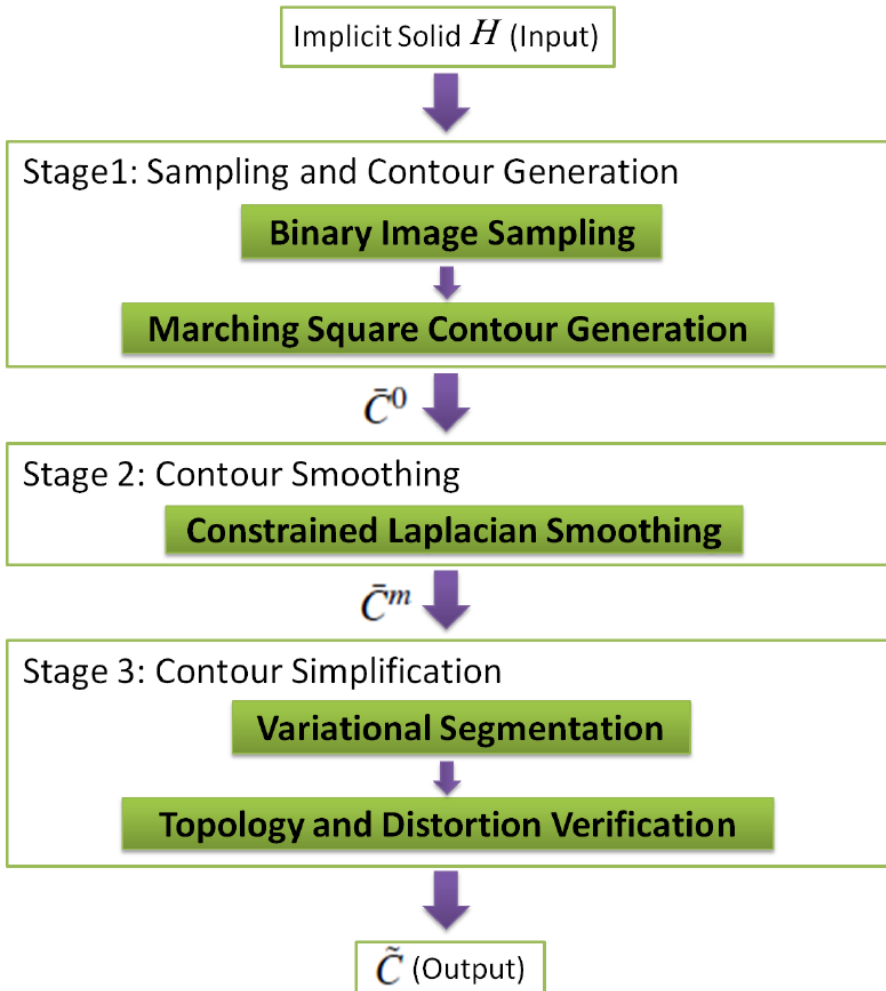 Implicit Solid H (Input)
Stage1: Sampling and Contour Generation
Binary Image Sampling
Marching Square Contour Generation
C̄⁰
Stage 2: Contour Smoothing
Constrained Laplacian Smoothing
C̄ᵐ
Stage 3: Contour Simplification
Variational Segmentation
Topology and Distortion Verification
C̃ (Output)